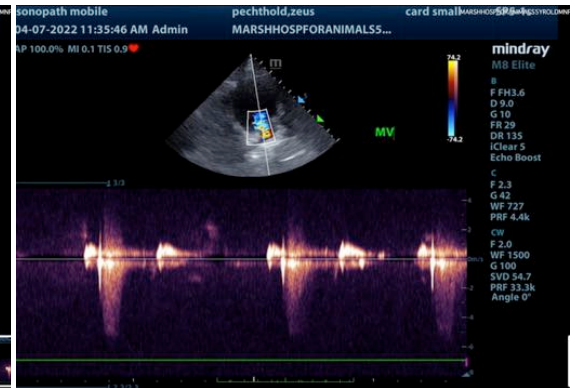 sonopath mobile
04-07-2022 11:35:46 AM Admin
pechthold,zeus
MARSHHOSPFORANIMALS5...
card small
AP 100.0% MI 0.1 TIS 0.9
mindray
M8 Elite
B
F FH3.6
D 9.0
G 10
FR 29
DR 135
iClear 5
Echo Boost
C
F 2.3
G 42
WF 727
PRF 4.4k
CW
F 2.0
WF 1500
G 100
SVD 54.7
PRF 33.3k
Angle 0°
74.2
-74.2
m
MV
3/3